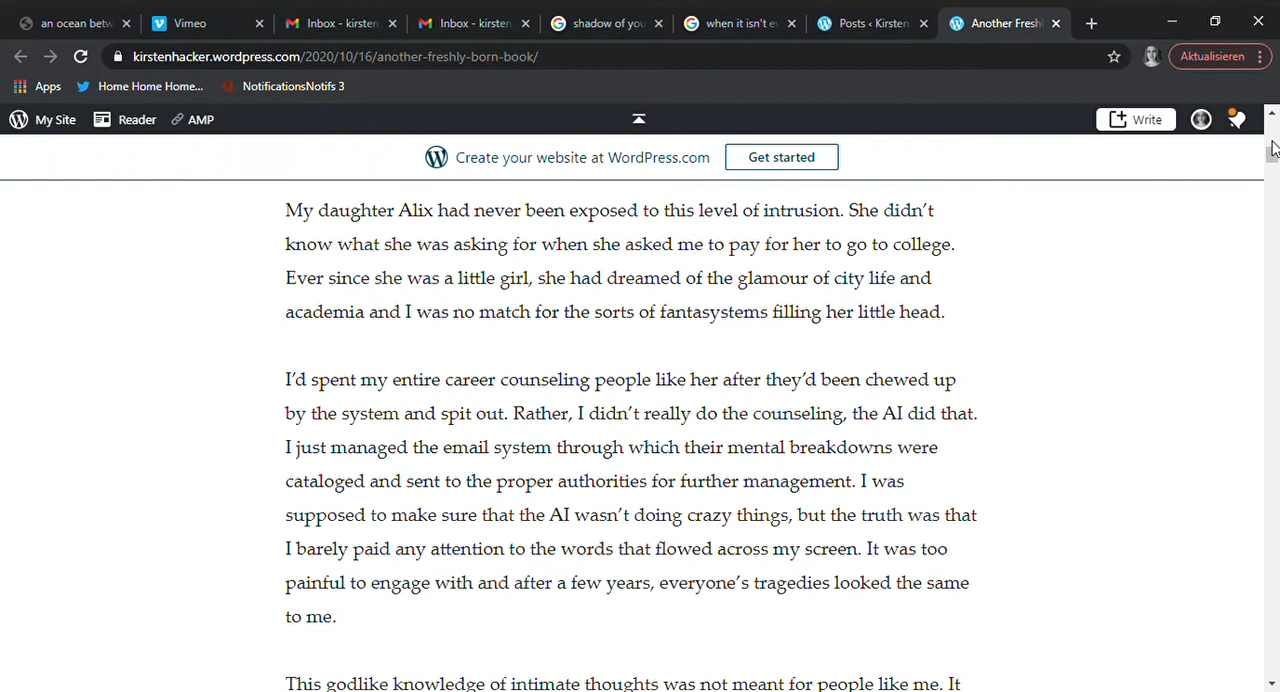 an ocean betw
Vimeo
Inbox - kirsten
Inbox - kirsten
shadow of you
when it isn't ev
Posts ‹ Kirsten
Another Fresh
kirstenhacker.wordpress.com/2020/10/16/another-freshly-born-book/
Aktualisieren
Apps
Home Home Home...
NotificationsNotifs 3
My Site
Reader
AMP
Write
Create your website at WordPress.com
Get started
My daughter Alix had never been exposed to this level of intrusion. She didn't
know what she was asking for when she asked me to pay for her to go to college.
Ever since she was a little girl, she had dreamed of the glamour of city life and
academia and I was no match for the sorts of fantasystems filling her little head.
I'd spent my entire career counseling people like her after they'd been chewed up
by the system and spit out. Rather, I didn't really do the counseling, the AI did that.
I just managed the email system through which their mental breakdowns were
cataloged and sent to the proper authorities for further management. I was
supposed to make sure that the AI wasn't doing crazy things, but the truth was that
I barely paid any attention to the words that flowed across my screen. It was too
painful to engage with and after a few years, everyone's tragedies looked the same
to me.
This godlike knowledge of intimate thoughts was not meant for people like me. It